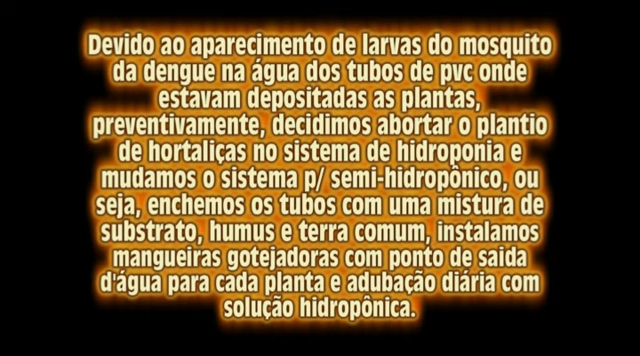 Devido ao aparecimento de larvas do mosquito
da dengue na água dos tubos de pvc onde
estavam depositadas as plantas,
preventivamente, decidimos abortar o plantio
de hortaliças no sistema de hidroponia e
mudamos o sistema p/ semi-hidropônico, ou
seja, enchemos os tubos com uma mistura de
substrato, humus e terra comum, instalamos
mangueiras gotejadoras com ponto de saida
d'água para cada planta e adubação diária com
solução hidropônica.